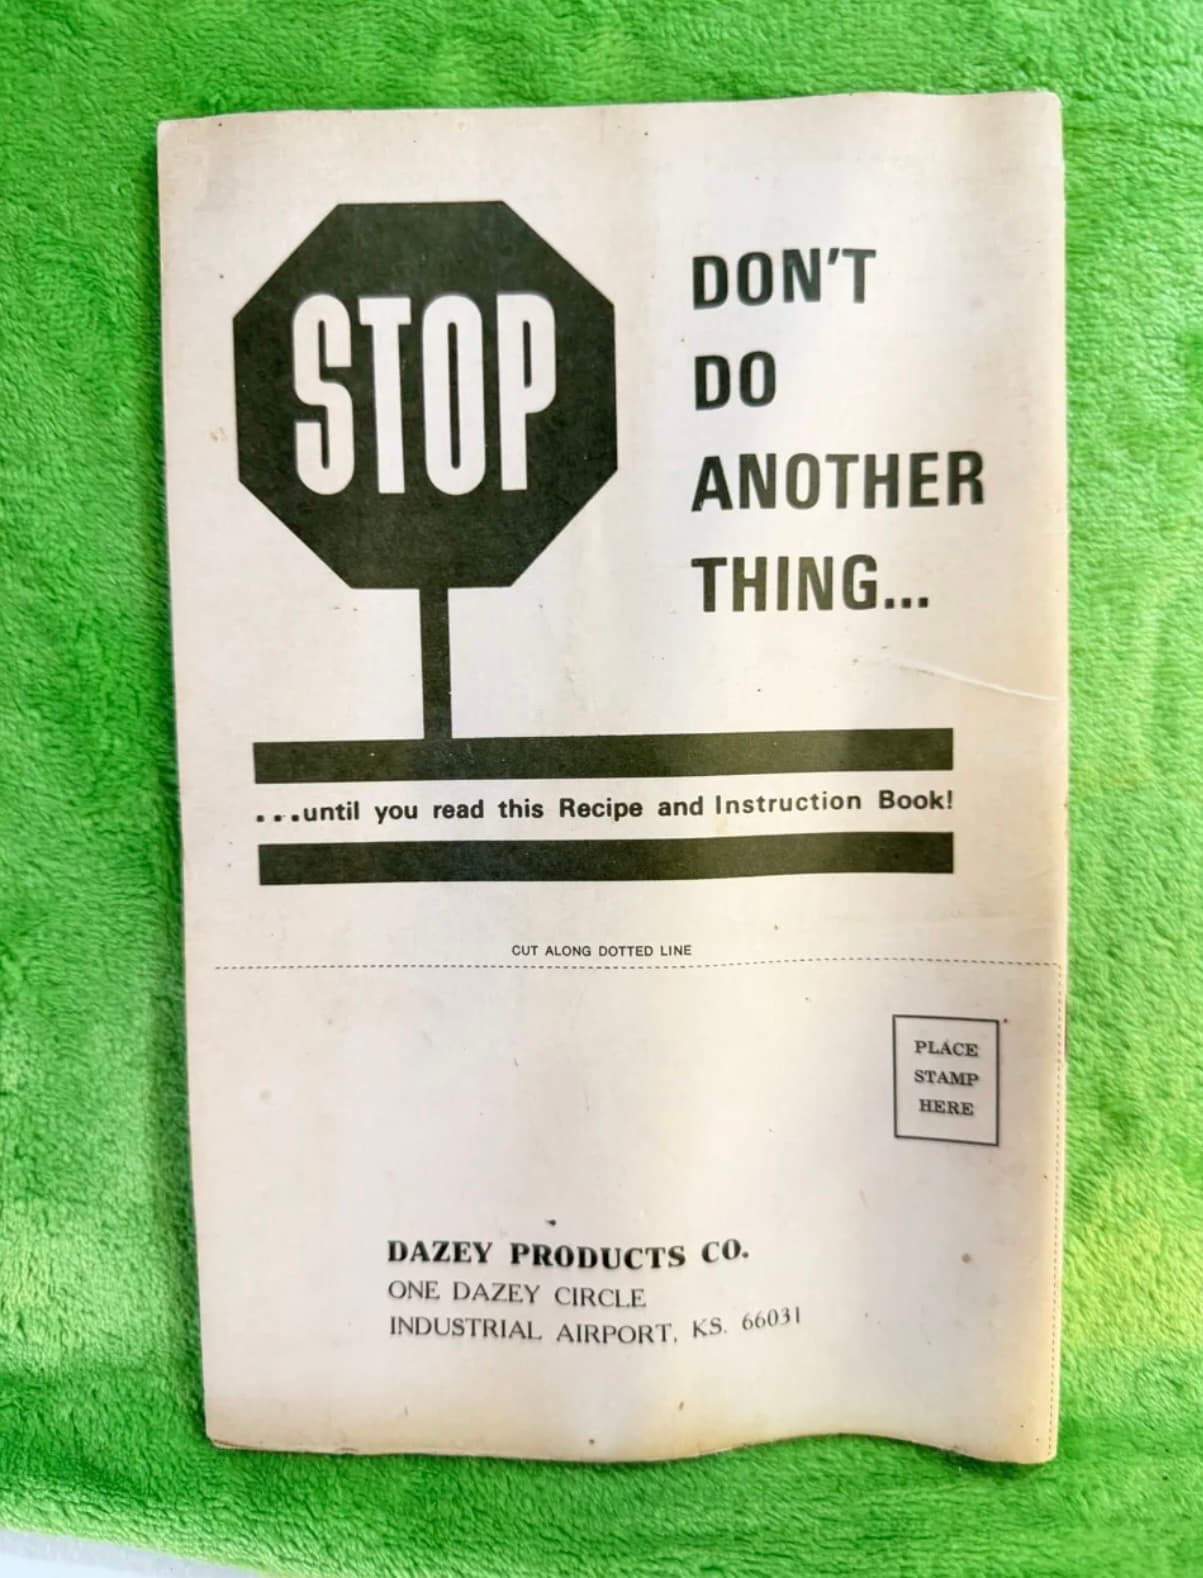 STOP
DON'T
DO
ANOTHER
THING...
...until you read this Recipe and Instruction Book!
CUT ALONG DOTTED LINE
PLACE
STAMP
HERE
DAZEY PRODUCTS CO.
ONE DAZEY CIRCLE
INDUSTRIAL AIRPORT, KS. 66031